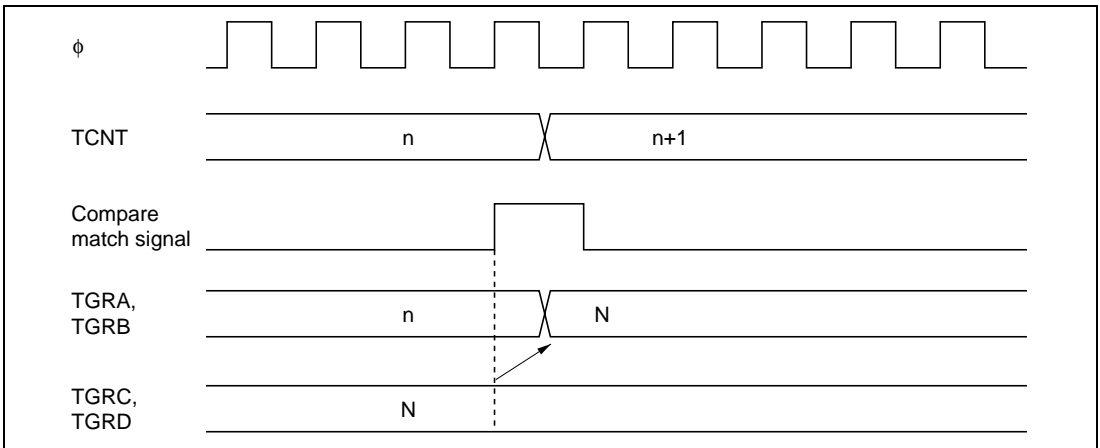 ϕ
TCNT n n+1
Compare
match signal
TGRA,
TGRB n N
TGRC,
TGRD N